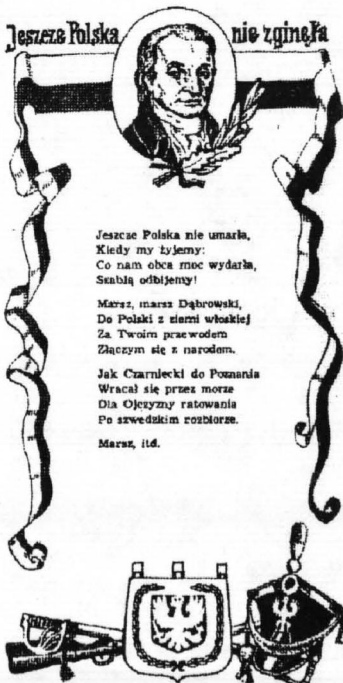 Jeszcze Polska nie zginęła
Jeszcze Polska nie umarła,
Kiedy my żyjemy:
Co nam obca moc wydarła,
Szablą odbijemy!
Marsz, marsz Dąbrowski,
Do Polski z ziemi włoskiej
Za Twoim przewodem
Złączym się z narodem.
Jak Czarniecki do Poznania
Wracał się przez morze
Dla Ojczyzny ratowania
Po szwedzkim rozbiorze.
Marsz, itd.